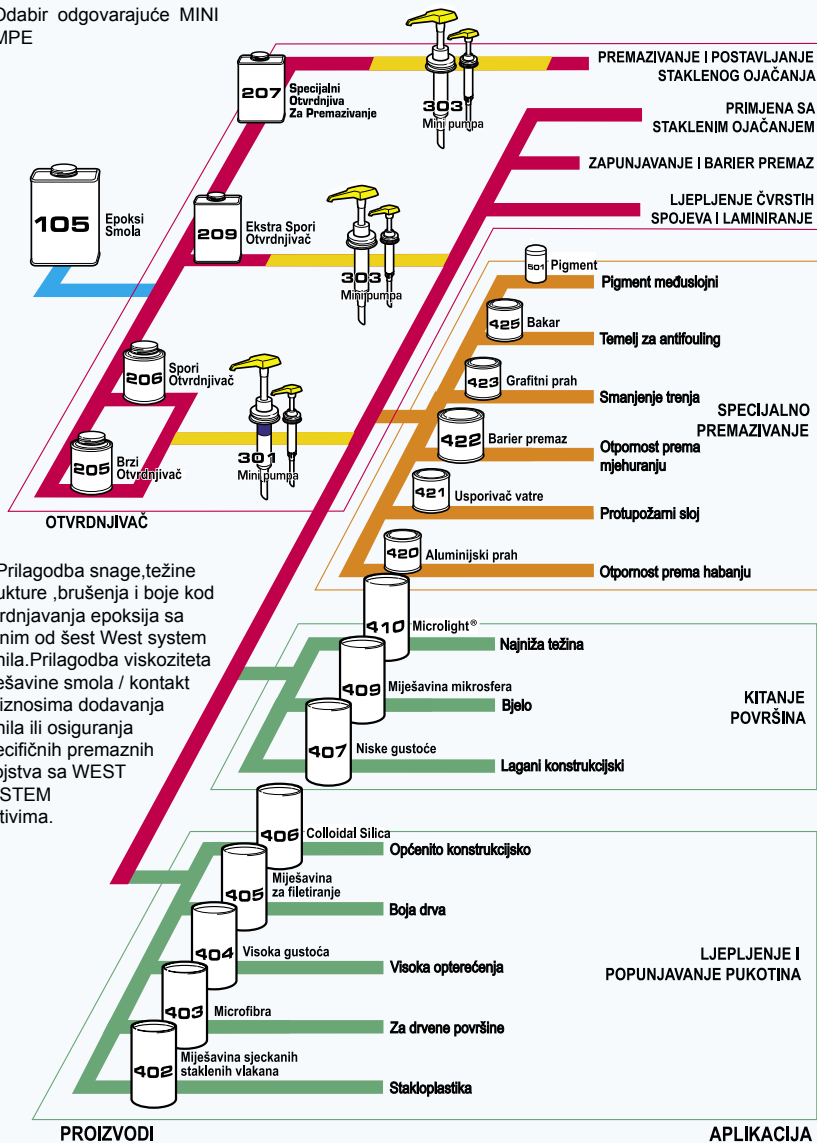 Odabir odgovarajuće MINI
MPE
207
Specijalni
Otvrdnjiva
Za Premazivanje
303
Mini pumpa
PREMAZIVANJE I POSTAVLJANJE
STAKLENOG OJAČANJA
PRIMJENA SA
STAKLENIM OJAČANJEM
ZAPUNJAVANJE I BARIER PREMAZ
LJEPLJENJE ČVRSTIH
SPOJEVA I LAMINIRANJE
105
Epoksi
Smola
209
Ekstra Spori
Otvrdnjivač
303
Mini pumpa
206
Spori
Otvrdnjivač
205
Brzi
Otvrdnjivač
301
Mini pumpa
OTVRDNJIVAČ
501
Pigment
Pigment međuslojni
425
Bakar
Temelj za antifouling
423
Grafitni prah
Smanjenje trenja
422
Barier premaz
Otpornost prema
mjehuranju
421
Usporivač vatre
Protupožarni sloj
420
Aluminijski prah
Otpornost prema habanju
SPECIJALNO
PREMAZIVANJE
Prilagodba snage,težine
ukture ,brušenja i boje kod
rdnjavanja epoksija sa
nim od šest West system
nila.Prilagodba viskoziteta
ešavine smola / kontakt
iznosima dodavanja
nila ili osiguranja
ecifičnih premaznih
ojstva sa WEST
STEM
tivima.
410
Microlight®
Najniža težina
409
Miješavina mikrosfera
Bjelo
407
Niske gustoće
Lagani konstrukcijski
KITANJE
POVRŠINA
406
Colloidal Silica
Općenito konstrukcijsko
405
Miješavina
za filetiranje
Boja drva
404
Visoka gustoća
Visoka opterećenja
403
Microfibra
Za drvene površine
402
Miješavina sjeckanih
staklenih vlakana
Stakloplastika
LJEPLJENJE I
POPUNJAVANJE PUKOTINA
PROIZVODI
APLIKACIJA